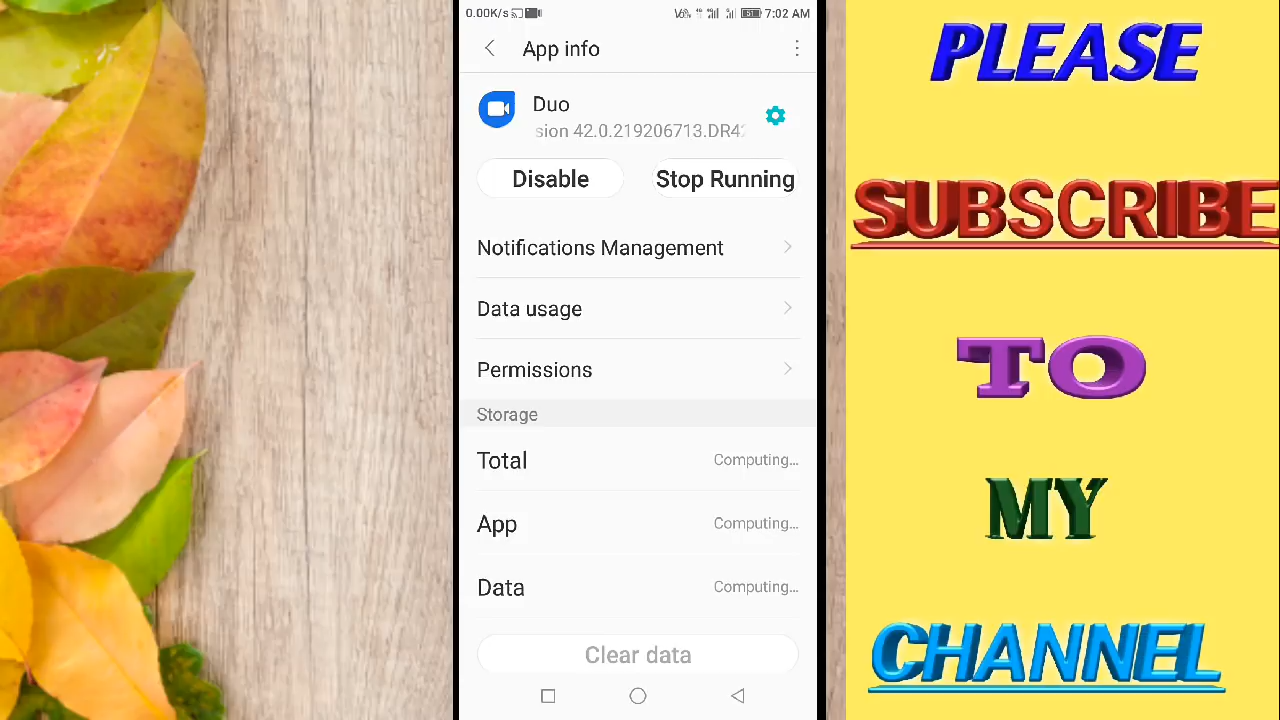 0.00K/s 7:02 AM
App info
Duo
sion 42.0.219206713.DR42
Disable Stop Running
Notifications Management
Data usage
Permissions
Storage
Total Computing...
App Computing...
Data Computing...
Clear data
PLEASE
SUBSCRIBE
TO
MY
CHANNEL